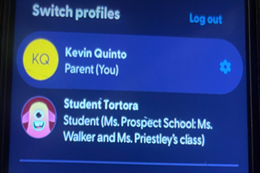 Switch profiles
Log out
KQ
Kevin Quinto
Parent (You)
Student Tortora
Student (Ms. Prospect School: Ms.
Walker and Ms. Priestley's class)